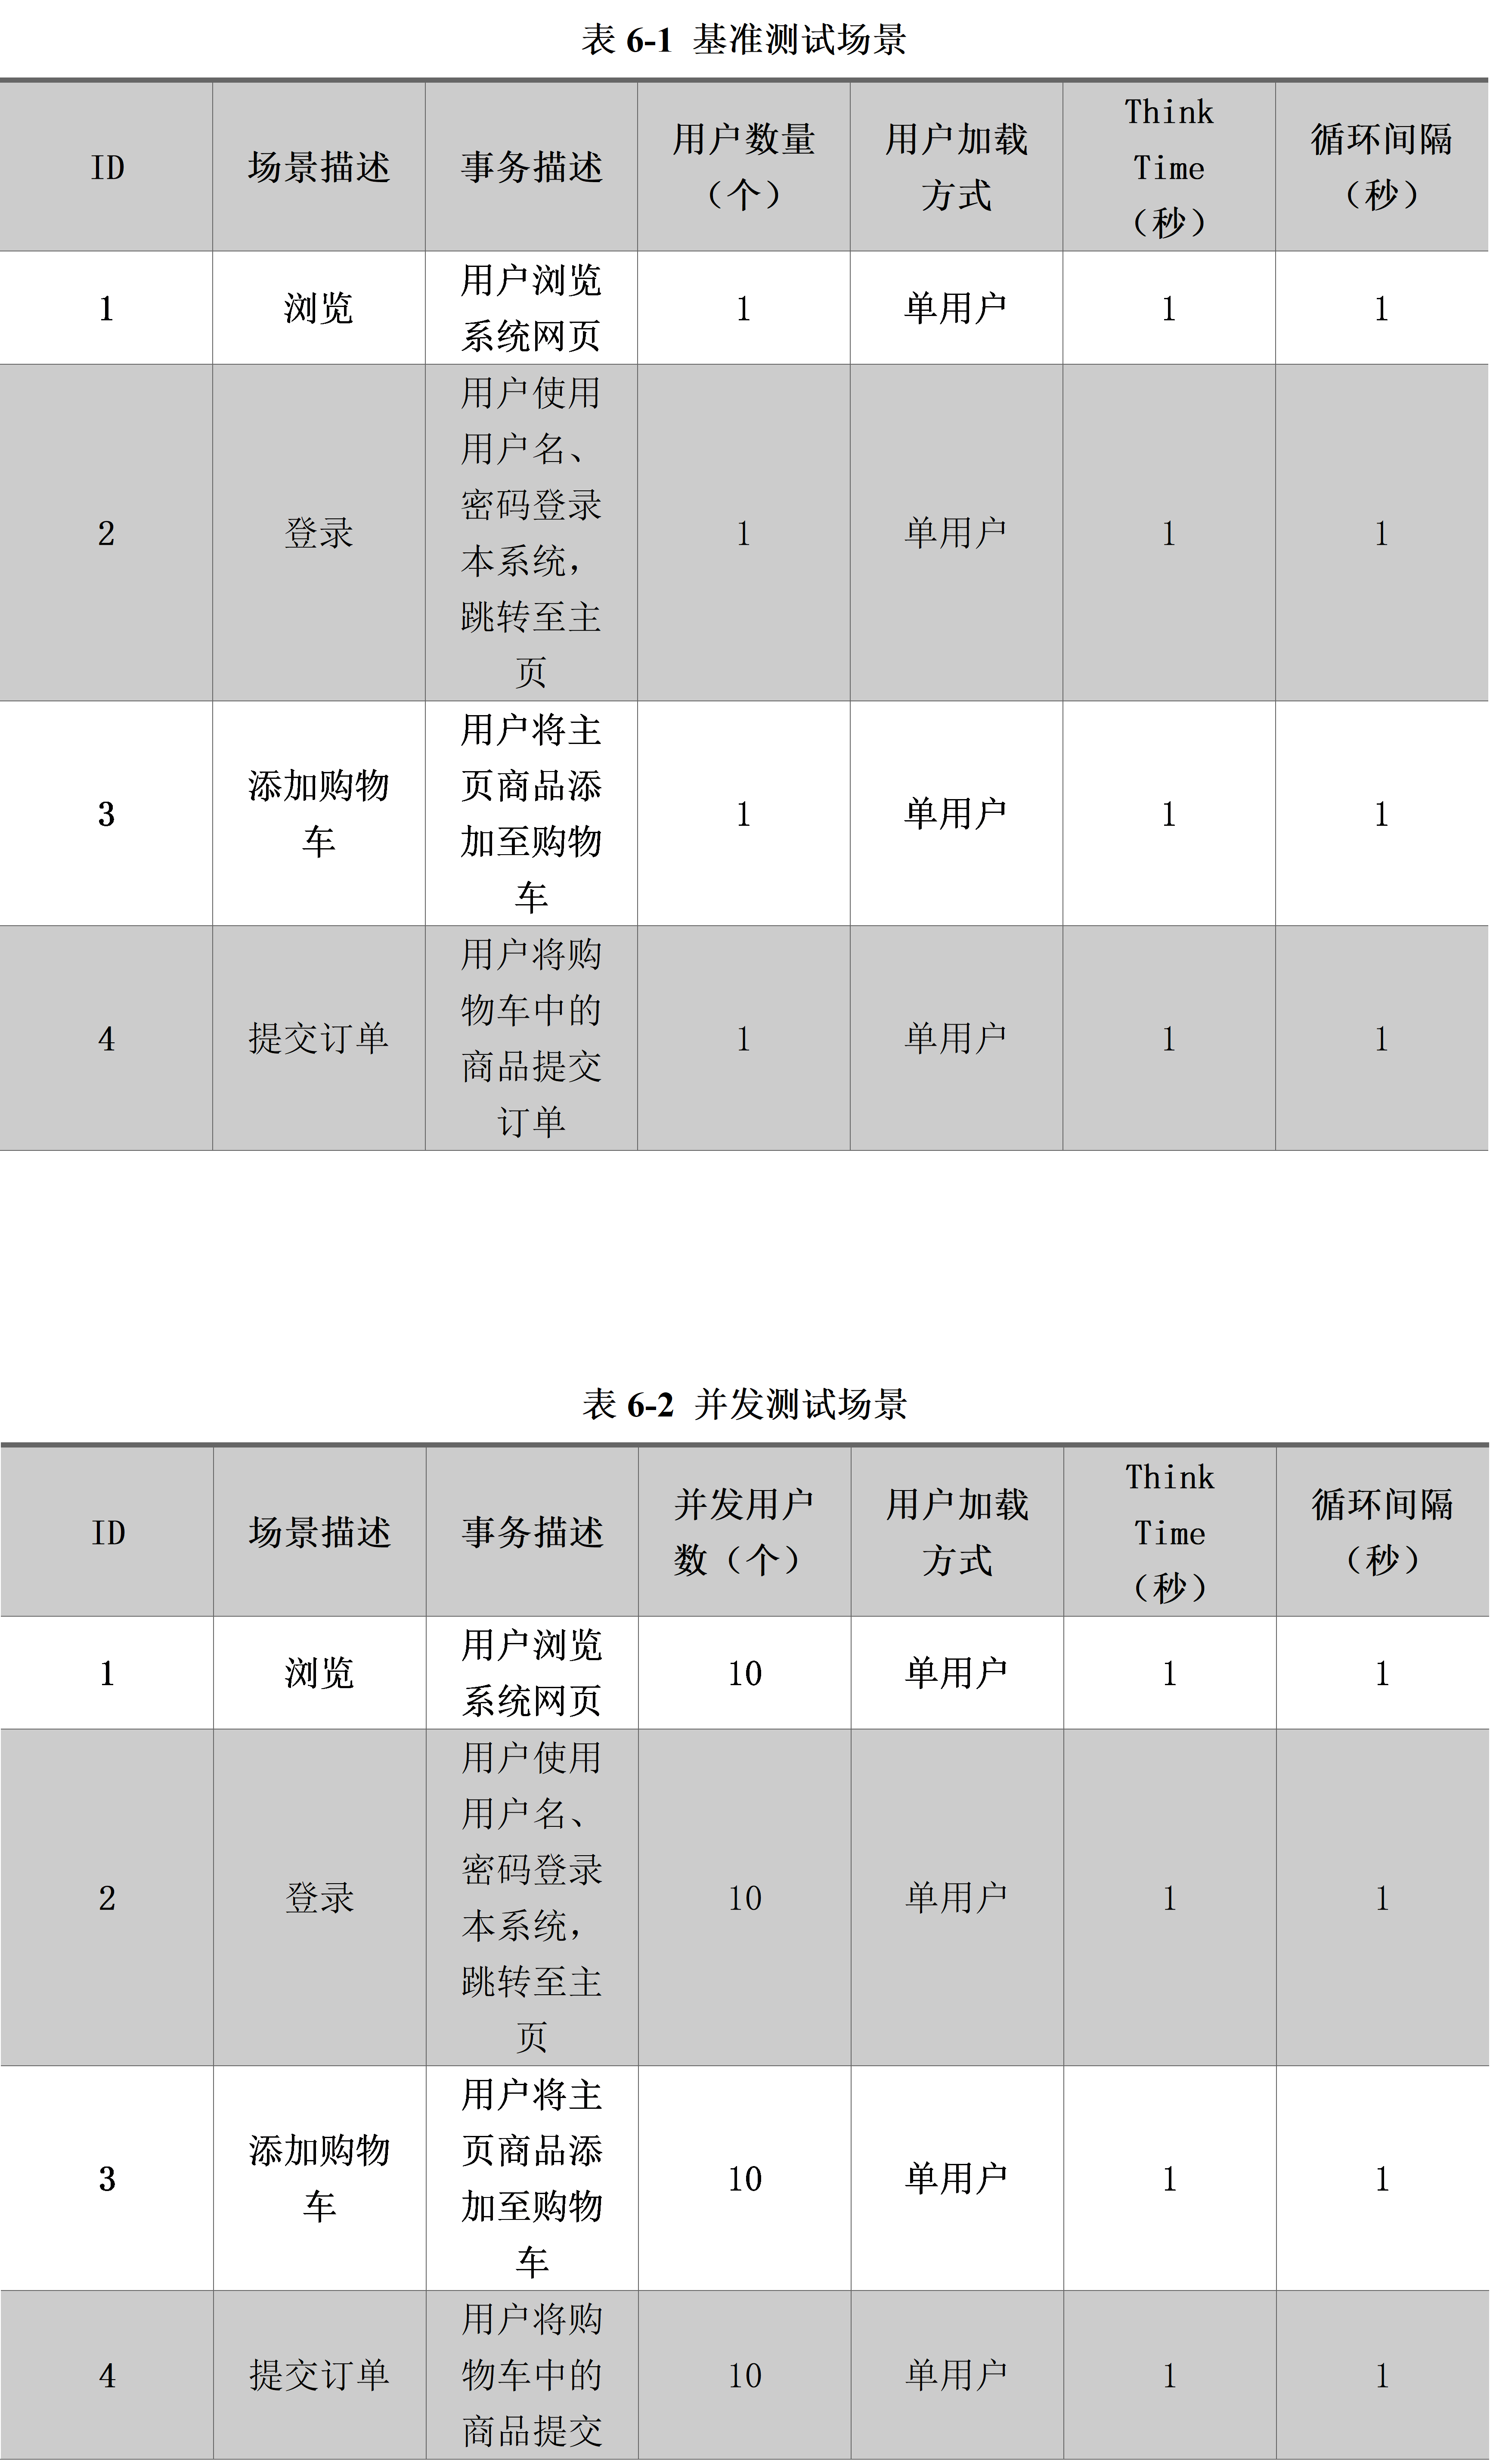 表 6-1 基准测试场景
ID
场景描述
事务描述
用户数量
（个）
用户加载
方式
Think
Time
（秒）
循环间隔
（秒）
1
浏览
用户浏览
系统网页
1
单用户
1
1
2
登录
用户使用
用户名、
密码登录
本系统，
跳转至主
页
1
单用户
1
1
3
添加购物
车
用户将主
页商品添
加至购物
车
1
单用户
1
1
4
提交订单
用户将购
物车中的
商品提交
订单
1
单用户
1
1
表 6-2 并发测试场景
ID
场景描述
事务描述
并发用户
数（个）
用户加载
方式
Think
Time
（秒）
循环间隔
（秒）
1
浏览
用户浏览
系统网页
10
单用户
1
1
2
登录
用户使用
用户名、
密码登录
本系统，
跳转至主
页
10
单用户
1
1
3
添加购物
车
用户将主
页商品添
加至购物
车
10
单用户
1
1
4
提交订单
用户将购
物车中的
商品提交
10
单用户
1
1